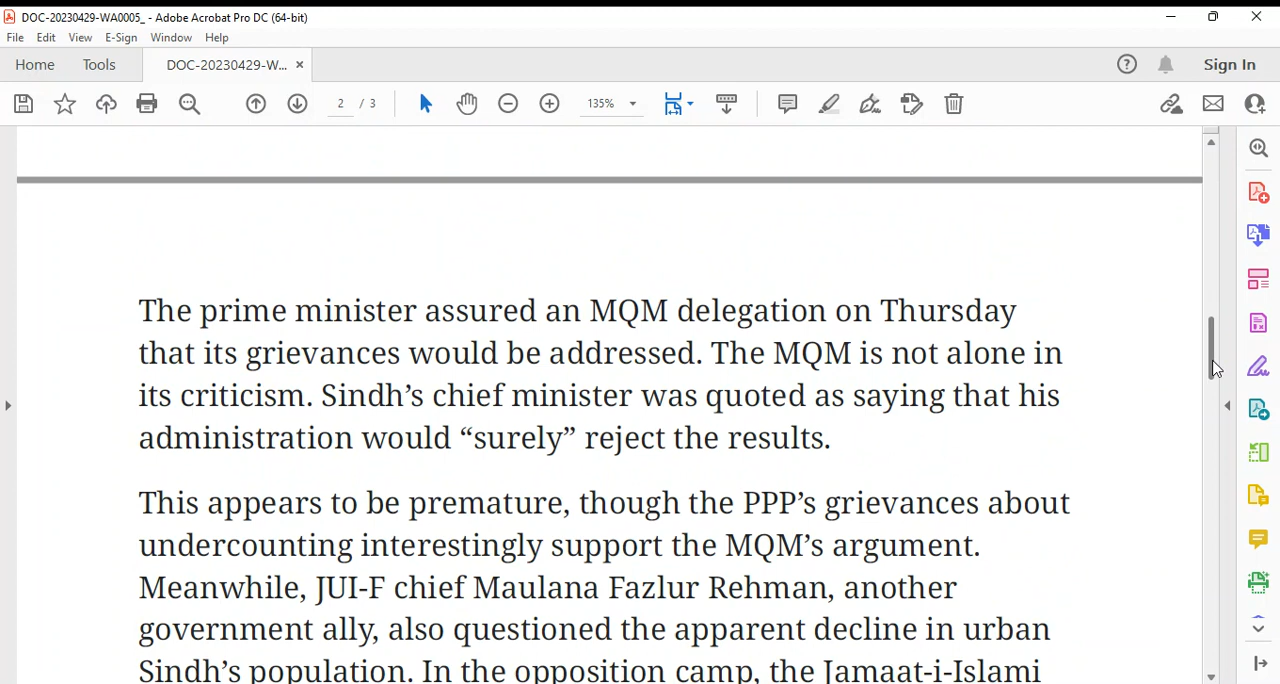 DOC-20230429-WA0005_ - Adobe Acrobat Pro DC (64-bit)
File Edit View E-Sign Window Help
Home Tools DOC-20230429-W... × Sign In
2 / 3 135%
The prime minister assured an MQM delegation on Thursday
that its grievances would be addressed. The MQM is not alone in
its criticism. Sindh’s chief minister was quoted as saying that his
administration would “surely” reject the results.
This appears to be premature, though the PPP’s grievances about
undercounting interestingly support the MQM’s argument.
Meanwhile, JUI-F chief Maulana Fazlur Rehman, another
government ally, also questioned the apparent decline in urban
Sindh’s population. In the opposition camp, the Jamaat-i-Islami